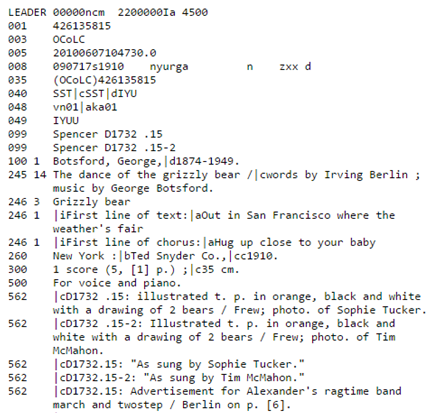 LEADER 00000ncm  2200000Ia 4500
001    426135815
003    OCoLC
005    20100607104730.0
008    090717s1910    nyurga         n    zxx d
035    (OCoLC)426135815
040    SST|cSST|dIYU
048    vn01|aka01
049    IYUU
099    Spencer D1732 .15
099    Spencer D1732 .15-2
100 1  Botsford, George,|d1874-1949.
245 14 The dance of the grizzly bear /|cwords by Irving Berlin ;
music by George Botsford.
246 3  Grizzly bear
246 1  |iFirst line of text:|aOut in San Francisco where the
weather's fair
246 1  |iFirst line of chorus:|aHug up close to your baby
260    New York :|bTed Snyder Co.,|cc1910.
300    1 score (5, [1] p.) ;|c35 cm.
500    For voice and piano.
562    |cD1732 .15: illustrated t. p. in orange, black and white
with a drawing of 2 bears / Frew; photo. of Sophie Tucker.
562    |cD1732 .15-2: Illustrated t. p. in orange, black and
white with a drawing of 2 bears / Frew; photo. of Tim
McMahon.
562    |cD1732.15: "As sung by Sophie Tucker."
562    |cD1732.15-2: "As sung by Tim McMahon."
562    |cD1732.15: Advertisement for Alexander's ragtime band
march and twostep / Berlin on p. [6].